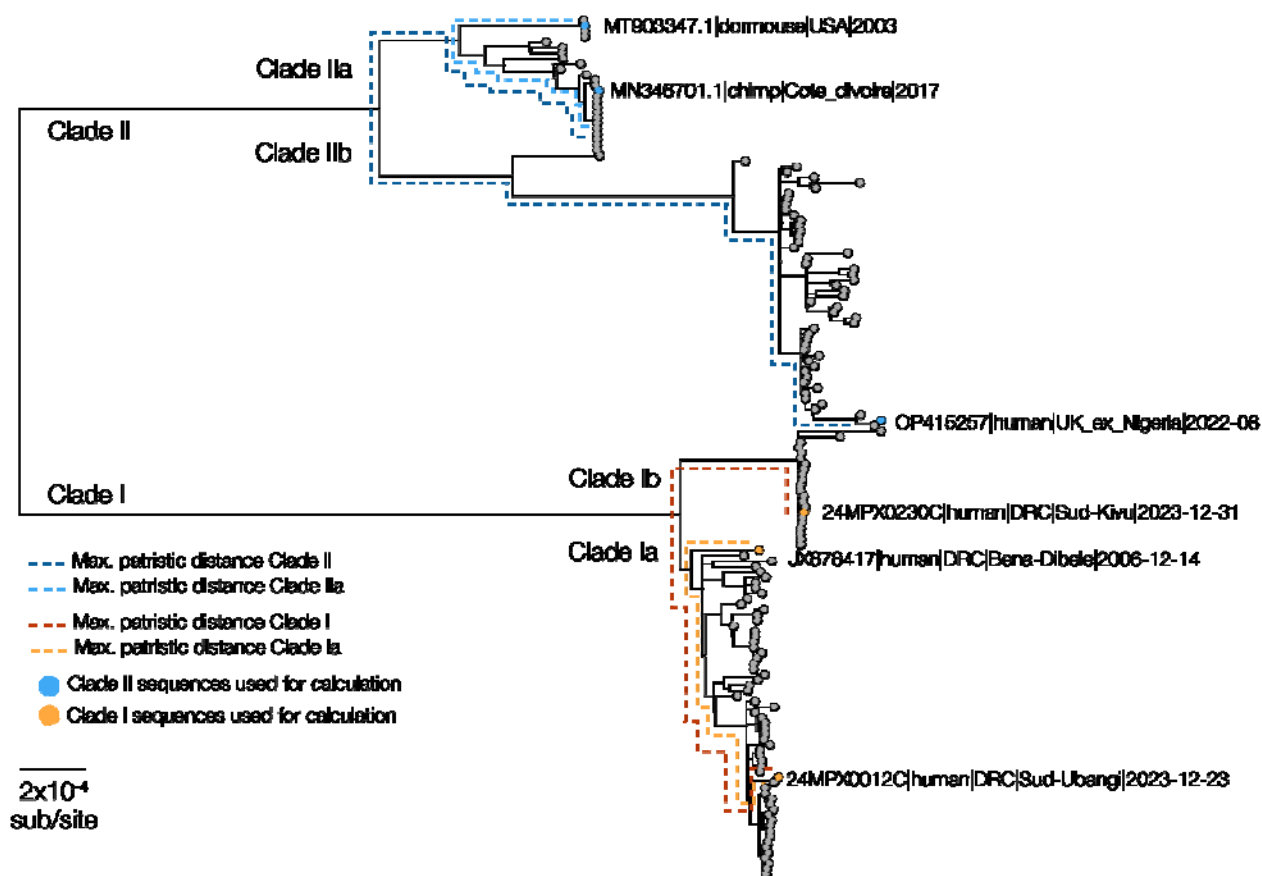 MT903347.1|dormouse|USA|2003
Clade IIa
MN346701.1|chimp|Cote_divoire|2017
Clade II
Clade IIb
OP415257|human|UK_ex_Nigeria|2022-08
Clade Ib
Clade I
24MPX0230C|human|DRC|Sud-Kivu|2023-12-31
Clade Ia
JX878417|human|DRC|Bena-Dibele|2006-12-14
Max. patristic distance Clade II
Max. patristic distance Clade IIa
Max. patristic distance Clade I
Max. patristic distance Clade Ia
Clade II sequences used for calculation
Clade I sequences used for calculation
24MPX0012C|human|DRC|Sud-Ubangi|2023-12-23
2x10⁻⁴
sub/site